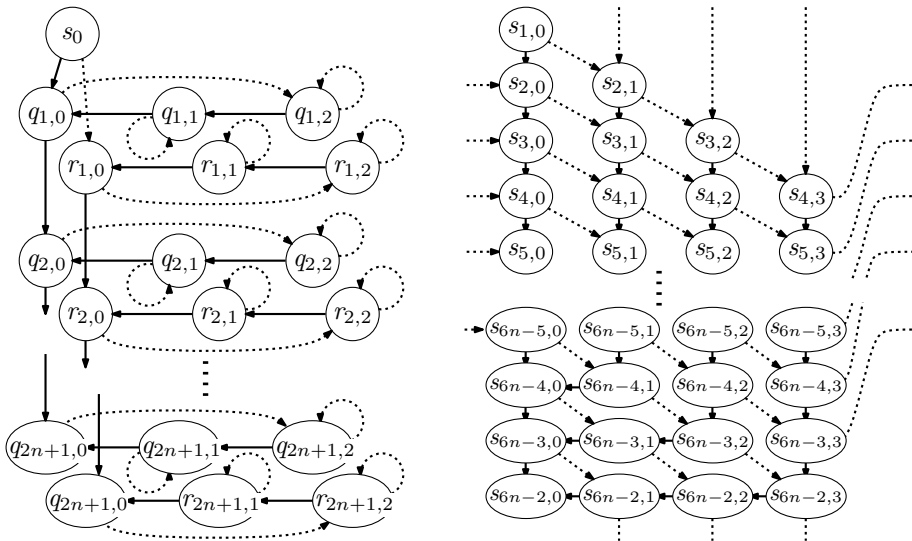 s0
q1,0 q1,1 q1,2
r1,0 r1,1 r1,2
q2,0 q2,1 q2,2
r2,0 r2,1 r2,2
q2n+1,0 q2n+1,1 q2n+1,2
q2n+1,0 r2n+1,1 r2n+1,2
s1,0
s2,0 s2,1
s3,0 s3,1 s3,2
s4,0 s4,1 s4,2 s4,3
s5,0 s5,1 s5,2 s5,3
s6n−5,0 s6n−5,1 s6n−5,2 s6n−5,3
s6n−4,0 s6n−4,1 s6n−4,2 s6n−4,3
s6n−3,0 s6n−3,1 s6n−3,2 s6n−3,3
s6n−2,0 s6n−2,1 s6n−2,2 s6n−2,3